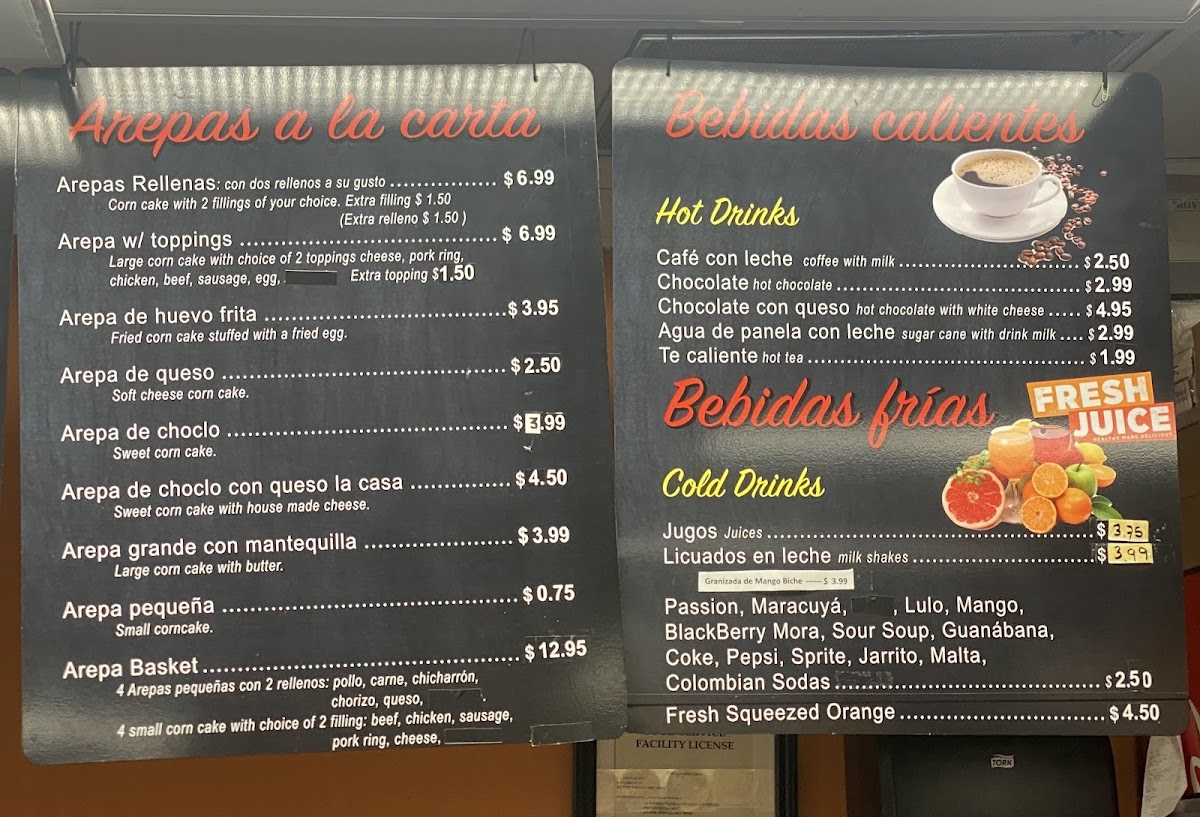 Arepas a la carta
Arepas Rellenas: con dos rellenos a su gusto ................ $6.99
Corn cake with 2 fillings of your choice. Extra filling $ 1.50
(Extra relleno $ 1.50 )
Arepa w/ toppings ........................................ $ 6.99
Large corn cake with choice of 2 toppings cheese, pork ring,
chicken, beef, sausage, egg, Extra topping $1.50
Arepa de huevo frita ..................................... $ 3.95
Fried corn cake stuffed with a fried egg.
Arepa de queso ............................................. $ 2.50
Soft cheese corn cake.
Arepa de choclo ............................................ $ 3.99
Sweet corn cake.
Arepa de choclo con queso la casa ............... $ 4.50
Sweet corn cake with house made cheese.
Arepa grande con mantequilla ....................... $ 3.99
Large corn cake with butter.
Arepa pequeña .............................................. $ 0.75
Small corncake.
Arepa Basket ................................................. $ 12.95
4 Arepas pequeñas con 2 rellenos: pollo, carne, chicharrón,
chorizo, queso,
4 small corn cake with choice of 2 filling: beef, chicken, sausage,
pork ring, cheese,
Bebidas calientes
Hot Drinks
Café con leche coffee with milk ............................. $ 2.50
Chocolate hot chocolate ........................................ $ 2.99
Chocolate con queso hot chocolate with white cheese ..... $ 4.95
Agua de panela con leche sugar cane with drink milk .... $ 2.99
Te caliente hot tea .............................................. $ 1.99
Bebidas frías
FRESH
JUICE
HEALTHY MADE DELICIOUS
Cold Drinks
Jugos Juices ...................................................... $ 3.75
Licuados en leche milk shakes .............................. $ 3.99
Granizada de Mango Biche ------ $ 3.99
Passion, Maracuyá, , Lulo, Mango,
BlackBerry Mora, Sour Soup, Guanábana,
Coke, Pepsi, Sprite, Jarrito, Malta,
Colombian Sodas ............................................... $ 2.50
Fresh Squeezed Orange .................................. $ 4.50
FACILITY LICENSE
TORK